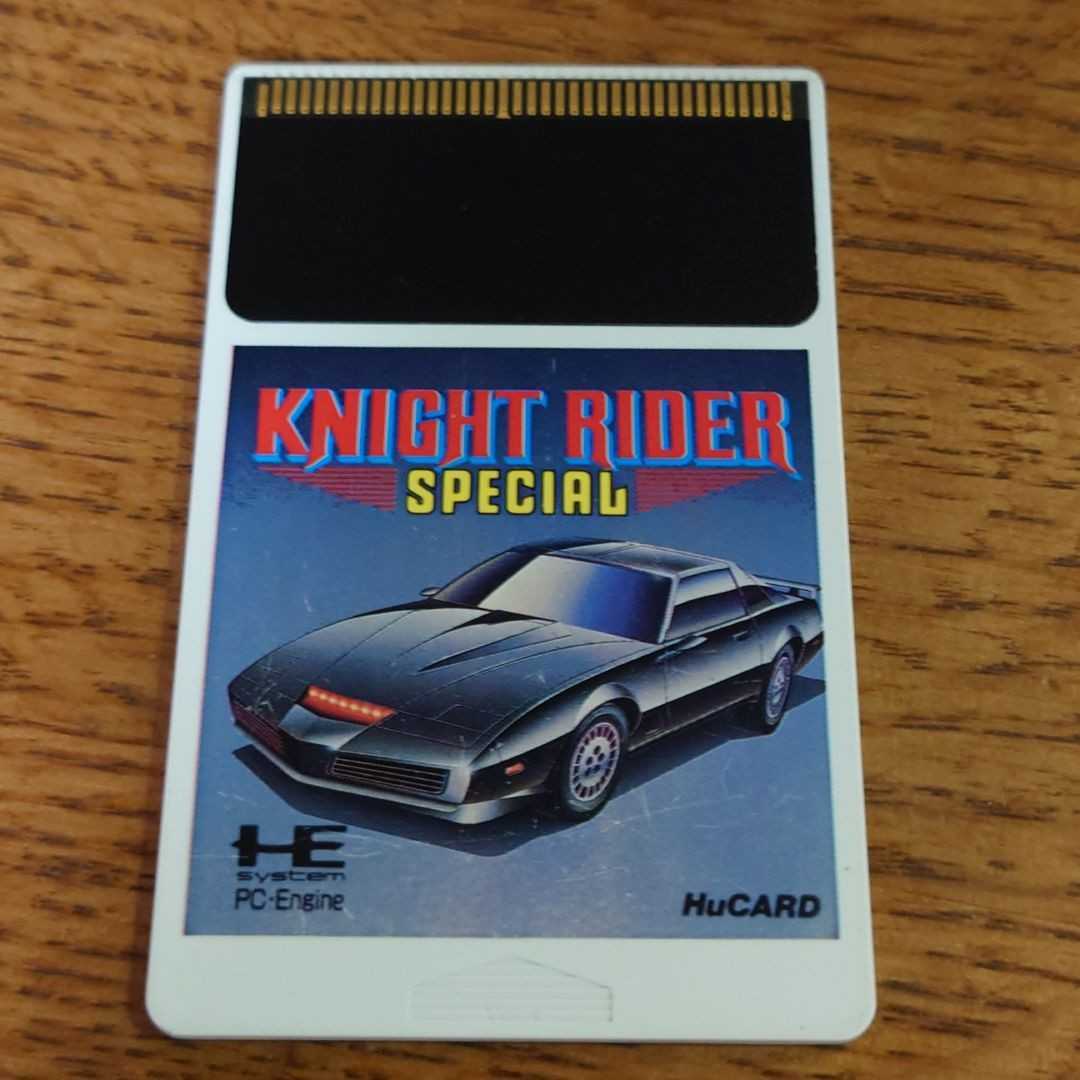 KNIGHT RIDER
SPECIAL
HE
system
PC·Engine
HuCARD